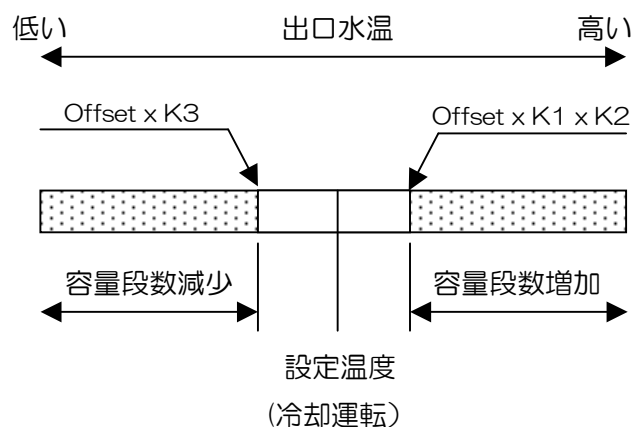 低い 出口水温 高い
Offset x K3 Offset x K1 x K2
容量段数減少 容量段数増加
設定温度
(冷却運転)